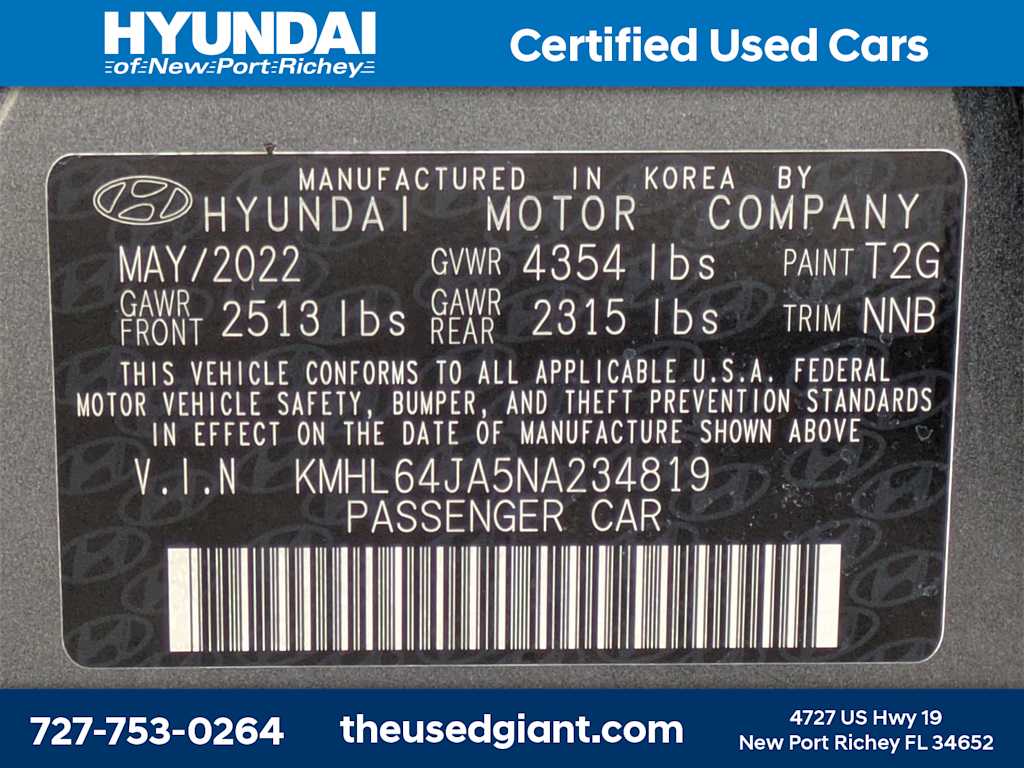 HYUNDAI
of New Port Richey
Certified Used Cars
MANUFACTURED IN KOREA BY
HYUNDAI MOTOR COMPANY
MAY/2022 GVWR 4354 lbs PAINT T2G
GAWR FRONT 2513 lbs GAWR REAR 2315 lbs TRIM NNB
THIS VEHICLE CONFORMS TO ALL APPLICABLE U.S.A. FEDERAL
MOTOR VEHICLE SAFETY, BUMPER, AND THEFT PREVENTION STANDARDS
IN EFFECT ON THE DATE OF MANUFACTURE SHOWN ABOVE
V.I.N KMHL64JA5NA234819
PASSENGER CAR
727-753-0264
theusedgiant.com
4727 US Hwy 19
New Port Richey FL 34652